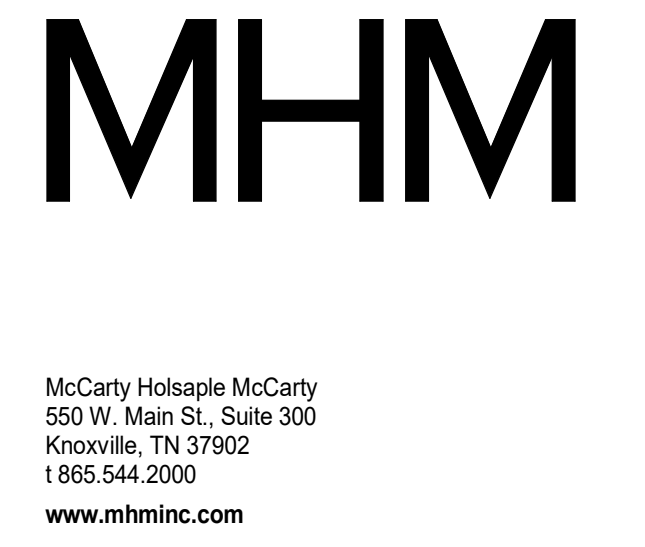 MHM
McCarty Holsaple McCarty
550 W. Main St., Suite 300
Knoxville, TN 37902
t 865.544.2000
www.mhminc.com